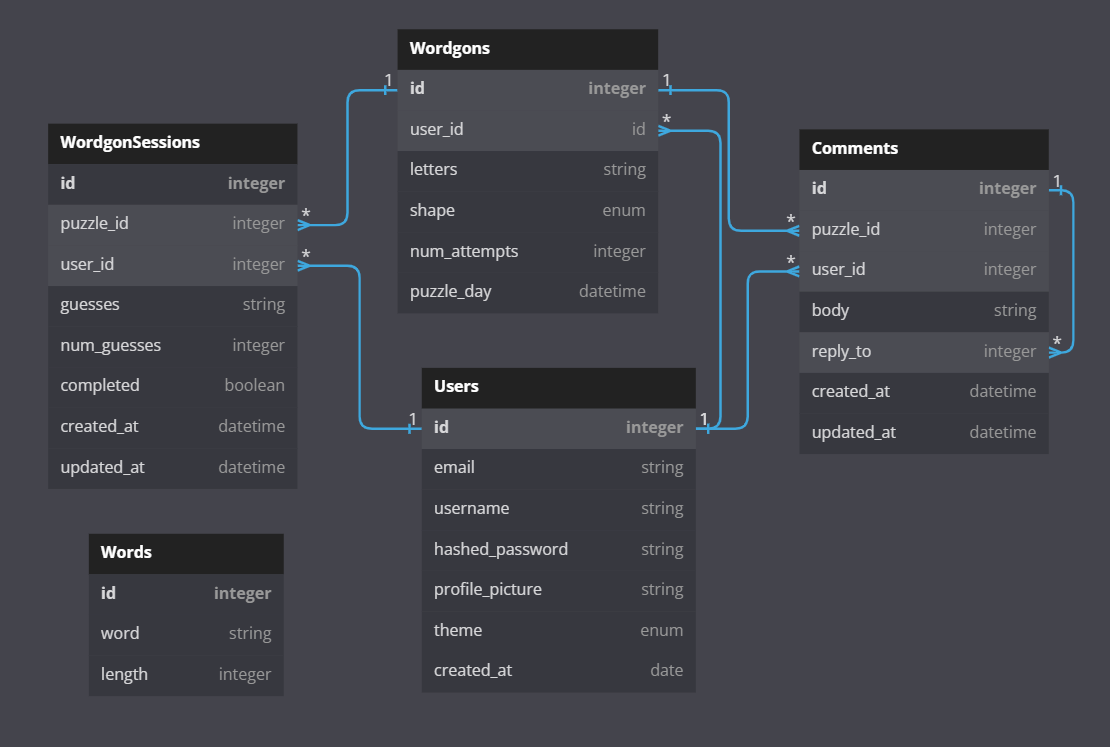 Wordgons
id integer
user_id id
letters string
shape enum
num_attempts integer
puzzle_day datetime
WordgonSessions
id integer
puzzle_id integer
user_id integer
guesses string
num_guesses integer
completed boolean
created_at datetime
updated_at datetime
Comments
id integer
puzzle_id integer
user_id integer
body string
reply_to integer
created_at datetime
updated_at datetime
Users
id integer
email string
username string
hashed_password string
profile_picture string
theme enum
created_at date
Words
id integer
word string
length integer
1
1
*
*
*
1
1
*
*
1
*